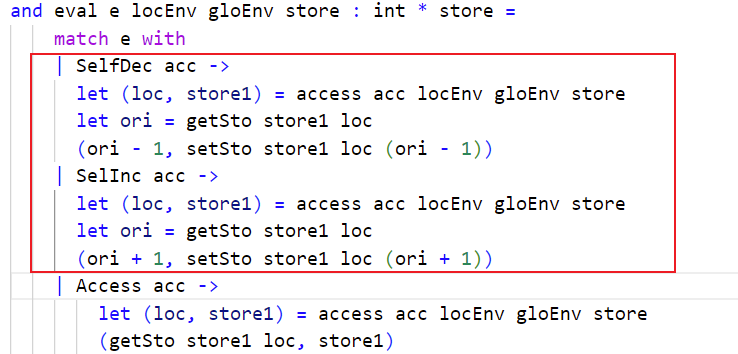 and eval e locEnv gloEnv store : int * store =
match e with
| SelfDec acc ->
let (loc, store1) = access acc locEnv gloEnv store
let ori = getSto store1 loc
(ori - 1, setSto store1 loc (ori - 1))
| SelInc acc ->
let (loc, store1) = access acc locEnv gloEnv store
let ori = getSto store1 loc
(ori + 1, setSto store1 loc (ori + 1))
| Access acc ->
let (loc, store1) = access acc locEnv gloEnv store
(getSto store1 loc, store1)